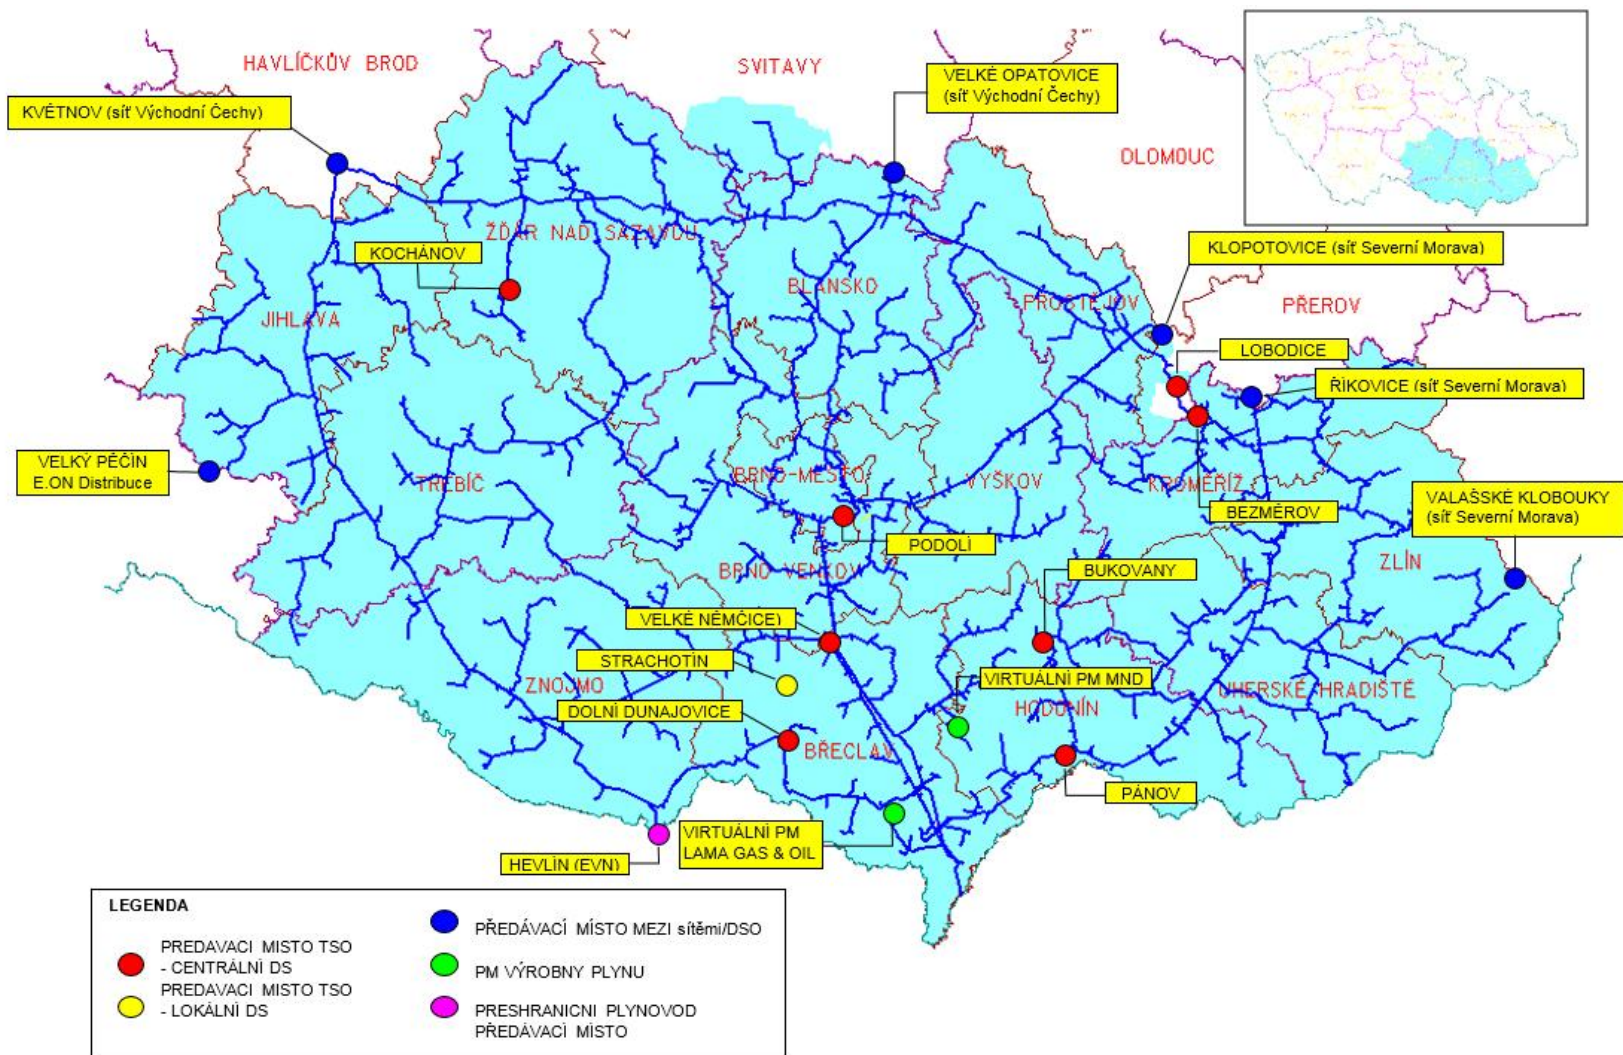 HAVLÍČKŮV BROD
SVITAVY
VELKÉ OPATOVICE
(síť Východní Čechy)
KVĚTNOV (síť Východní Čechy)
OLOMOUC
ŽĎÁR NAD SÁZAVOU
KOCHÁNOV
KLOPOTOVICE (síť Severní Morava)
BLANSKO
PROSTĚJOV
PŘEROV
JIHLAVA
LOBODICE
ŘÍKOVICE (síť Severní Morava)
VELKÝ PĚČÍN
E.ON Distribuce
TŘEBÍČ
BRNO-MĚSTO
VYŠKOV
KROMĚŘÍŽ
VALAŠSKÉ KLOBOUKY
(síť Severní Morava)
BEZMĚROV
PODOLÍ
BRNO VENKOV
BUKOVANY
ZLÍN
VELKÉ NĚMČICE)
STRACHOTÍN
VIRTUÁLNÍ PM MND
ZNOJMO
UHERSKÉ HRADIŠTĚ
HODONÍN
DOLNÍ DUNAJOVICE
BŘECLAV
PÁNOV
VIRTUÁLNÍ PM
LAMA GAS & OIL
HEVLÍN (EVN)
LEGENDA
PREDAVACI MISTO TSO
- CENTRÁLNÍ DS
PREDAVACI MISTO TSO
- LOKÁLNÍ DS
PŘEDÁVACÍ MÍSTO MEZI sítěmi/DSO
PM VÝROBNY PLYNU
PRESHRANICNI PLYNOVOD
PŘEDÁVACÍ MÍSTO